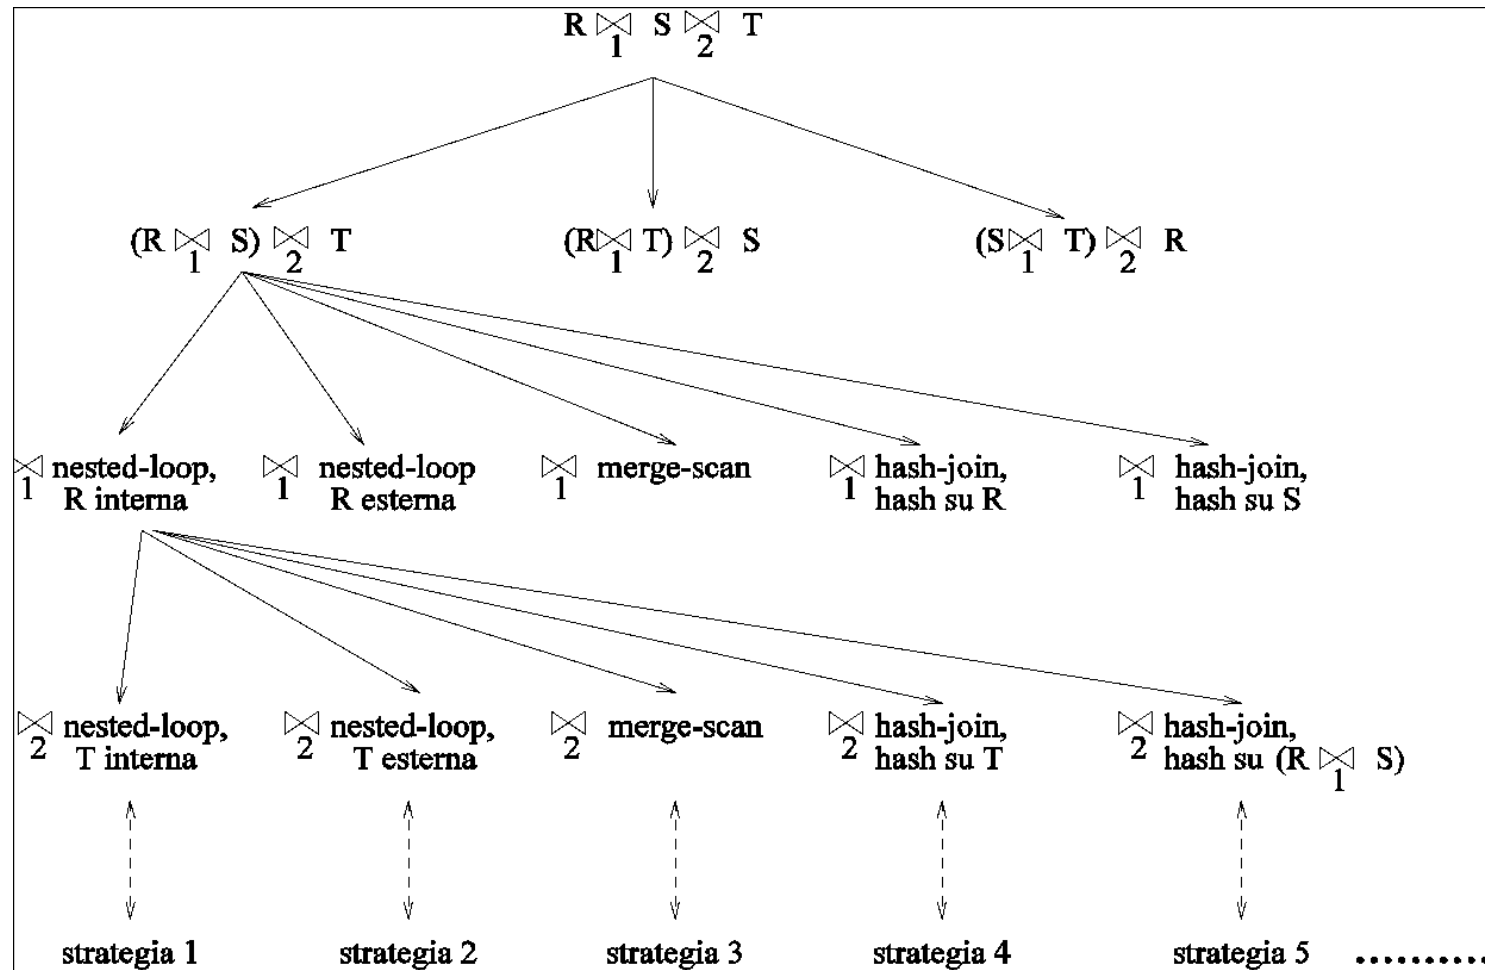 R ⋈1 S ⋈2 T
(R ⋈1 S) ⋈2 T
(R ⋈1 T) ⋈2 S
(S ⋈1 T) ⋈2 R
⋈1 nested-loop,
R interna
⋈1 nested-loop
R esterna
⋈1 merge-scan
⋈1 hash-join,
hash su R
⋈1 hash-join,
hash su S
⋈2 nested-loop,
T interna
⋈2 nested-loop,
T esterna
⋈2 merge-scan
⋈2 hash-join,
hash su T
⋈2 hash-join,
hash su (R ⋈1 S)
strategia 1
strategia 2
strategia 3
strategia 4
strategia 5
..........